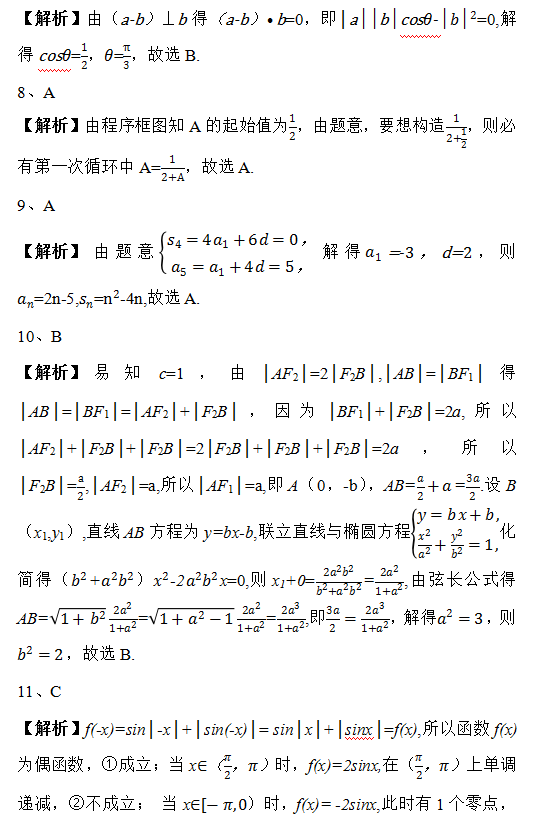 【解析】由（a-b）⊥b 得（a-b）•b=0，即|a||b|cosθ-|b|²=0,解
得 cosθ=1/2，θ=π/3，故选 B.
8、A
【解析】由程序框图知 A 的起始值为1/2，由题意，要想构造1/(2+1/2)，则必
有第一次循环中 A=1/(2+A)，故选 A.
9、A
【解析】由题意{s₄=4a₁+6d=0，a₅=a₁+4d=5，解得a₁=-3，d=2，则
aₙ=2n-5,sₙ=n²-4n,故选 A.
10、B
【解析】易知 c=1，由|AF₂|=2|F₂B|,|AB|=|BF₁|得
|AB|=|BF₁|=|AF₂|+|F₂B|，因为|BF₁|+|F₂B|=2a,所以
|AF₂|+|F₂B|+|F₂B|=2|F₂B|+|F₂B|+|F₂B|=2a，所以
|F₂B|=a/2,|AF₂|=a,所以|AF₁|=a,即 A（0，-b），AB=a/2+a=3a/2.设 B
（x₁,y₁）,直线 AB 方程为 y=bx-b,联立直线与椭圆方程{y=bx+b,x²/a²+y²/b²=1,化
简得（b²+a²b²）x²-2a²b²x=0,则 x₁+0=2a²b²/(b²+a²b²)=2a²/(1+a²),由弦长公式得
AB=√(1+b²) 2a²/(1+a²)=√(1+a²-1) 2a²/(1+a²)=2a³/(1+a²),即3a/2=2a³/(1+a²)，解得a²=3，则
b²=2，故选 B.
11、C
【解析】f(-x)=sin|-x|+|sin(-x)|= sin|x|+|sinx|=f(x),所以函数 f(x)
为偶函数，①成立；当 x∈（π/2，π）时，f(x)=2sinx,在（π/2，π）上单调
递减，②不成立； 当 x∈[-π,0）时，f(x)= -2sinx,此时有 1 个零点，